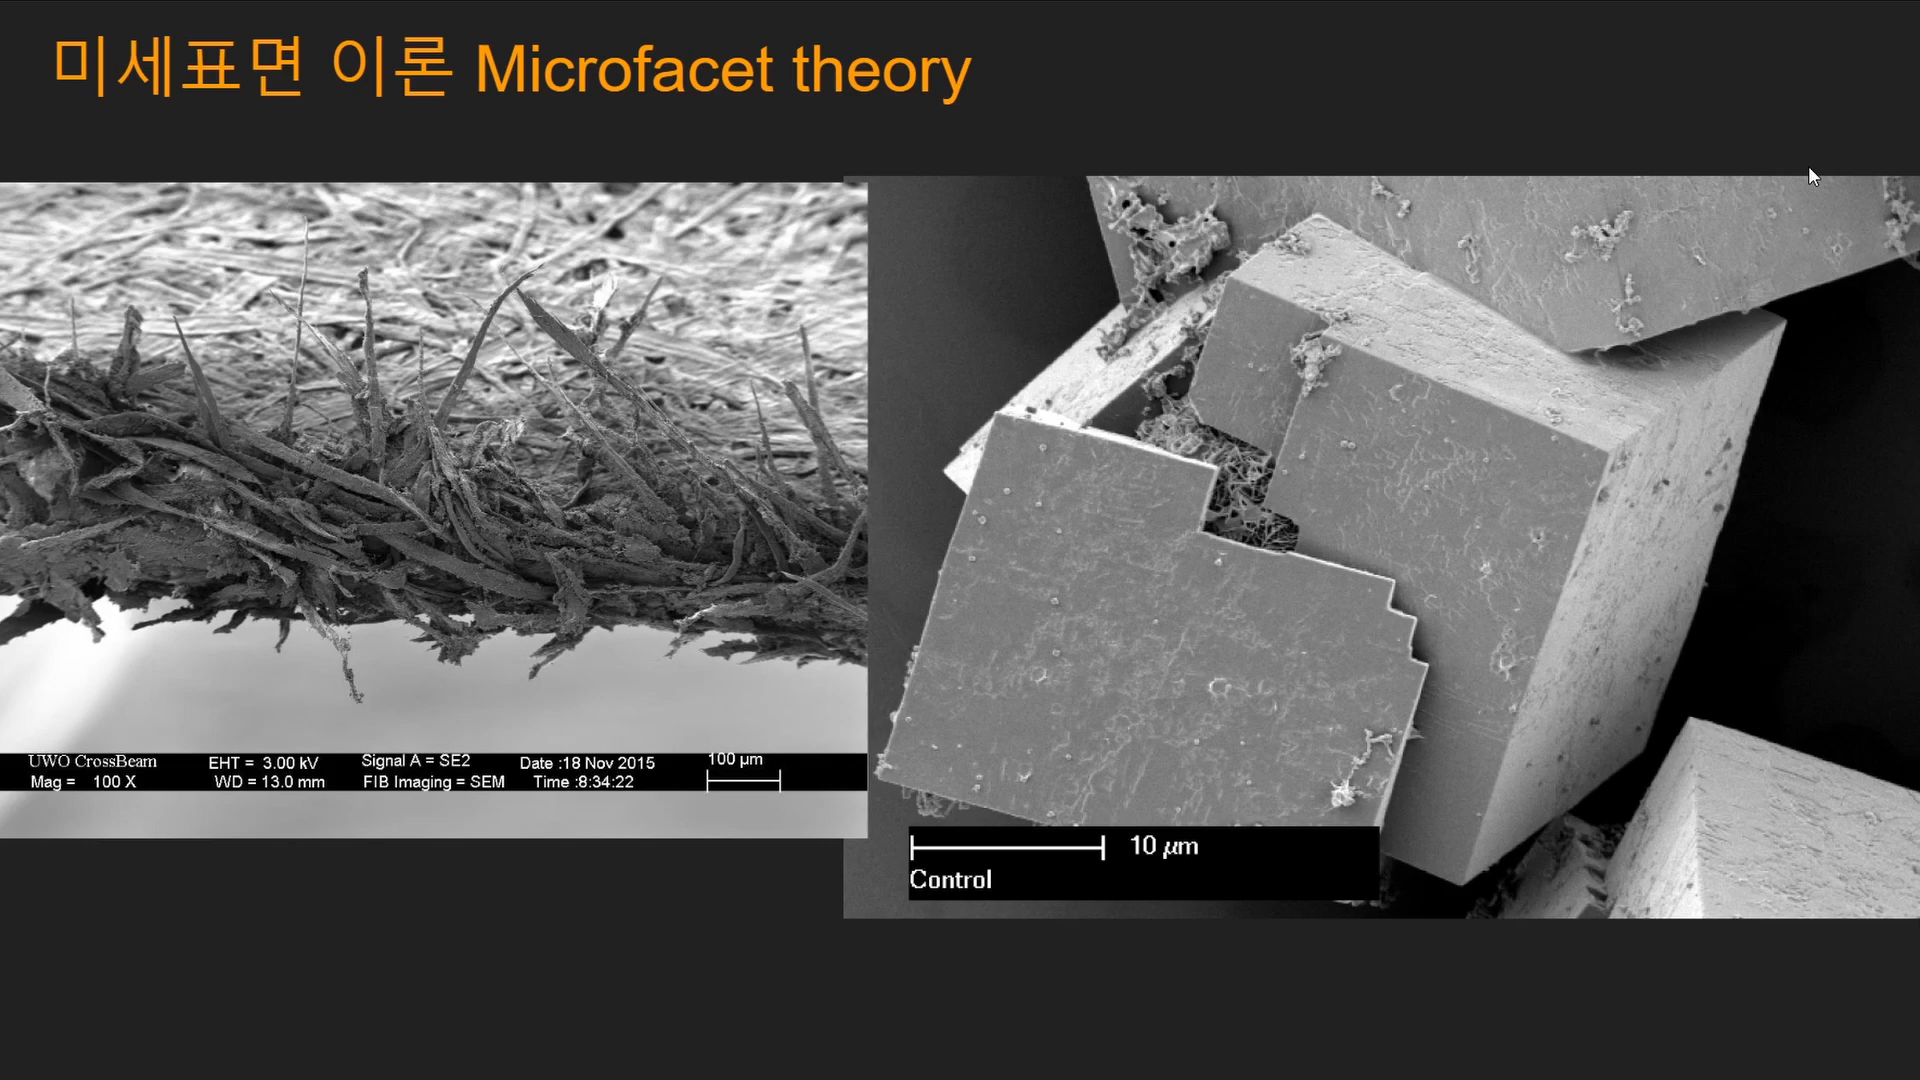 미세표면 이론 Microfacet theory
UWO CrossBeam EHT = 3.00 kV Signal A = SE2 Date :18 Nov 2015 100 µm
Mag = 100 X WD = 13.0 mm FIB Imaging = SEM Time :8:34:22
10 µm
Control